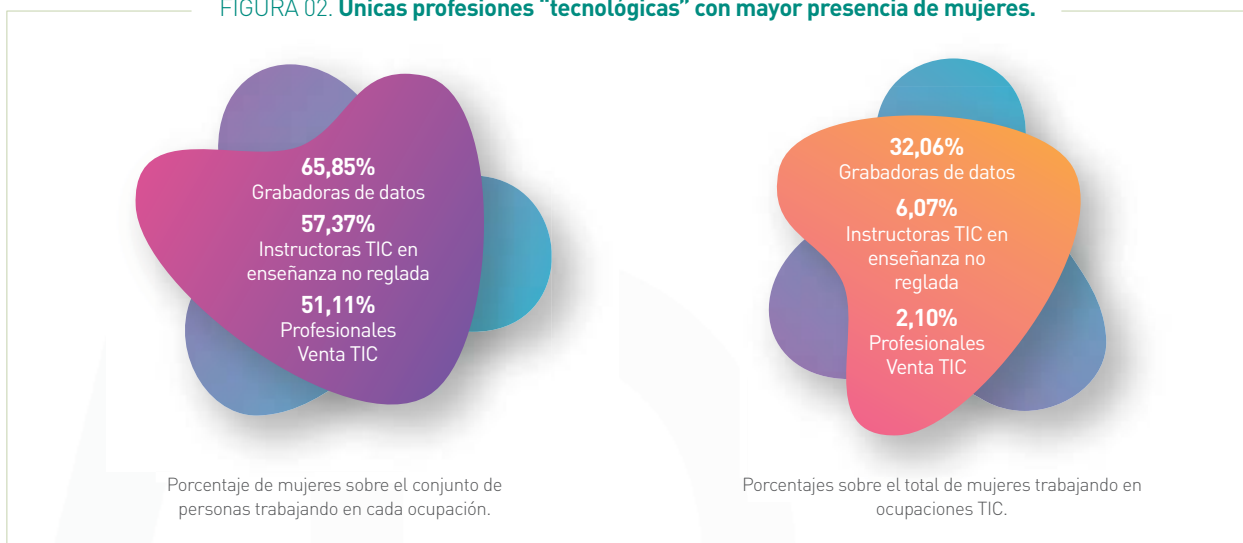 FIGURA 02. Únicas profesiones "tecnológicas" con mayor presencia de mujeres.
65,85%
Grabadoras de datos
57,37%
Instructoras TIC en
enseñanza no reglada
51,11%
Profesionales
Venta TIC
Porcentaje de mujeres sobre el conjunto de
personas trabajando en cada ocupación.
32,06%
Grabadoras de datos
6,07%
Instructoras TIC en
enseñanza no
reglada
2,10%
Profesionales
Venta TIC
Porcentajes sobre el total de mujeres trabajando en
ocupaciones TIC.